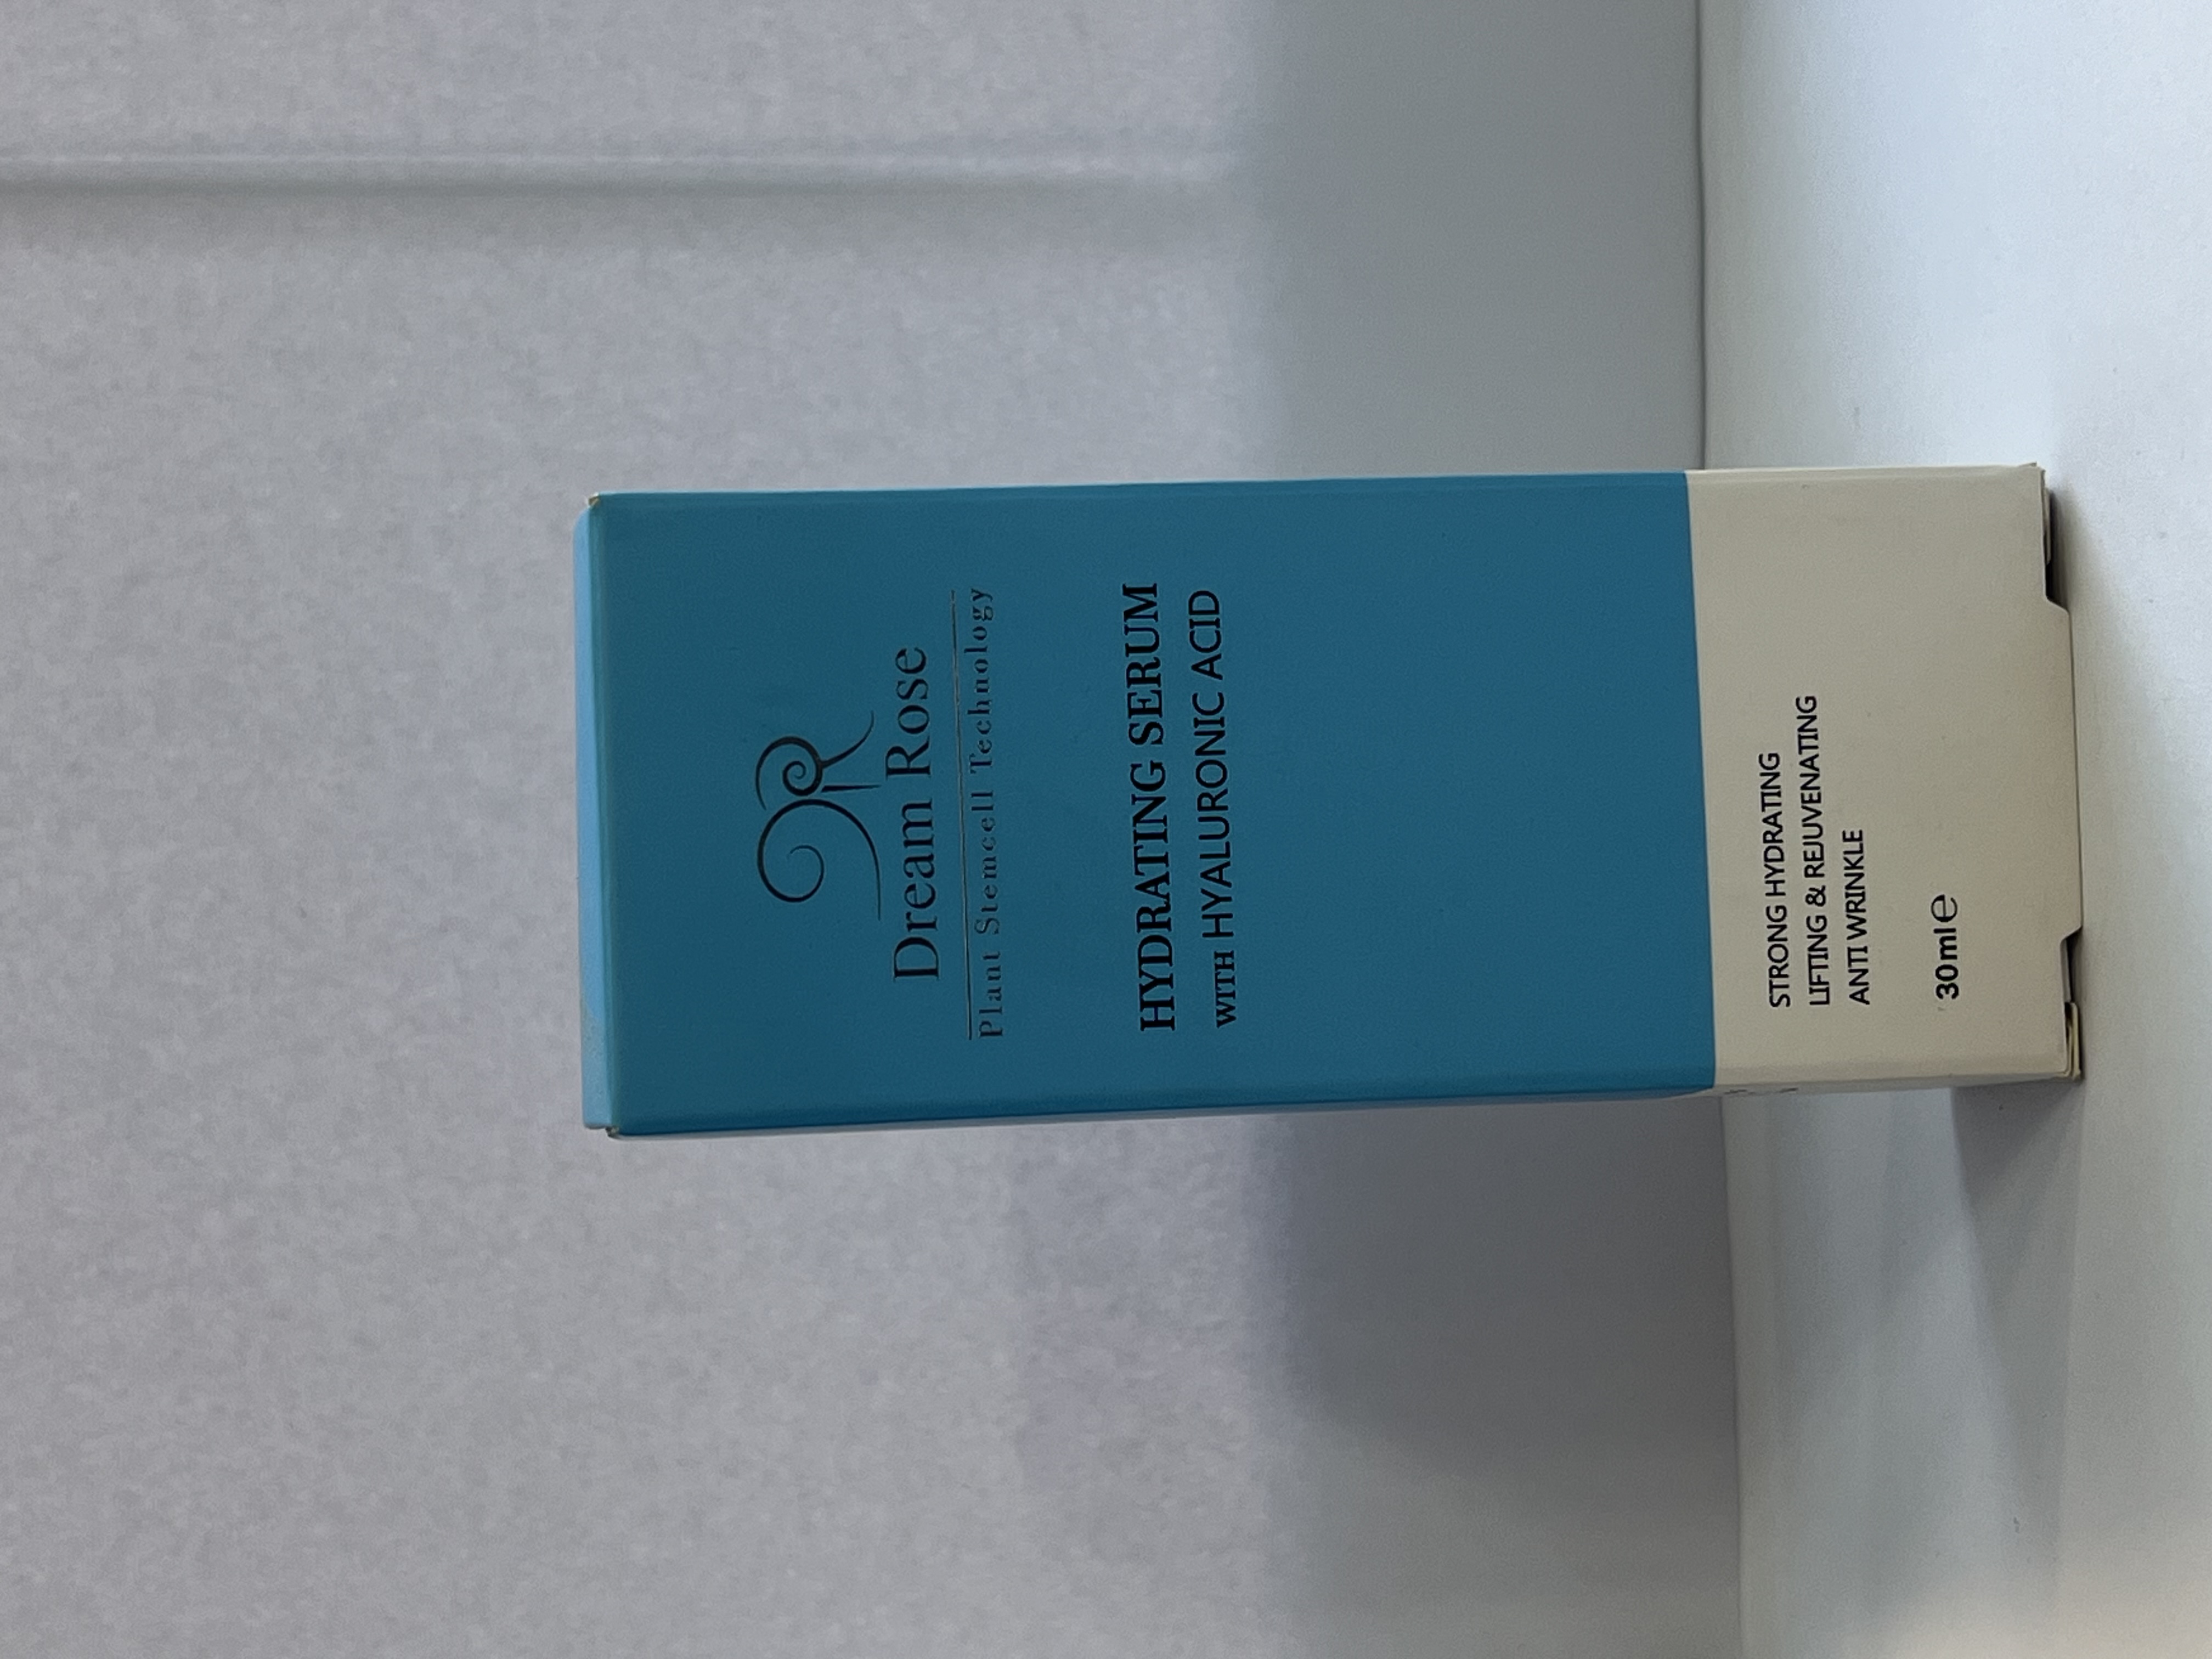 Dream Rose
Plant Stemcell Technology
HYDRATING SERUM
WITH HYALURONIC ACID
STRONG HYDRATING
LIFTING & REJUVENATING
ANTI WRINKLE
30ml℮